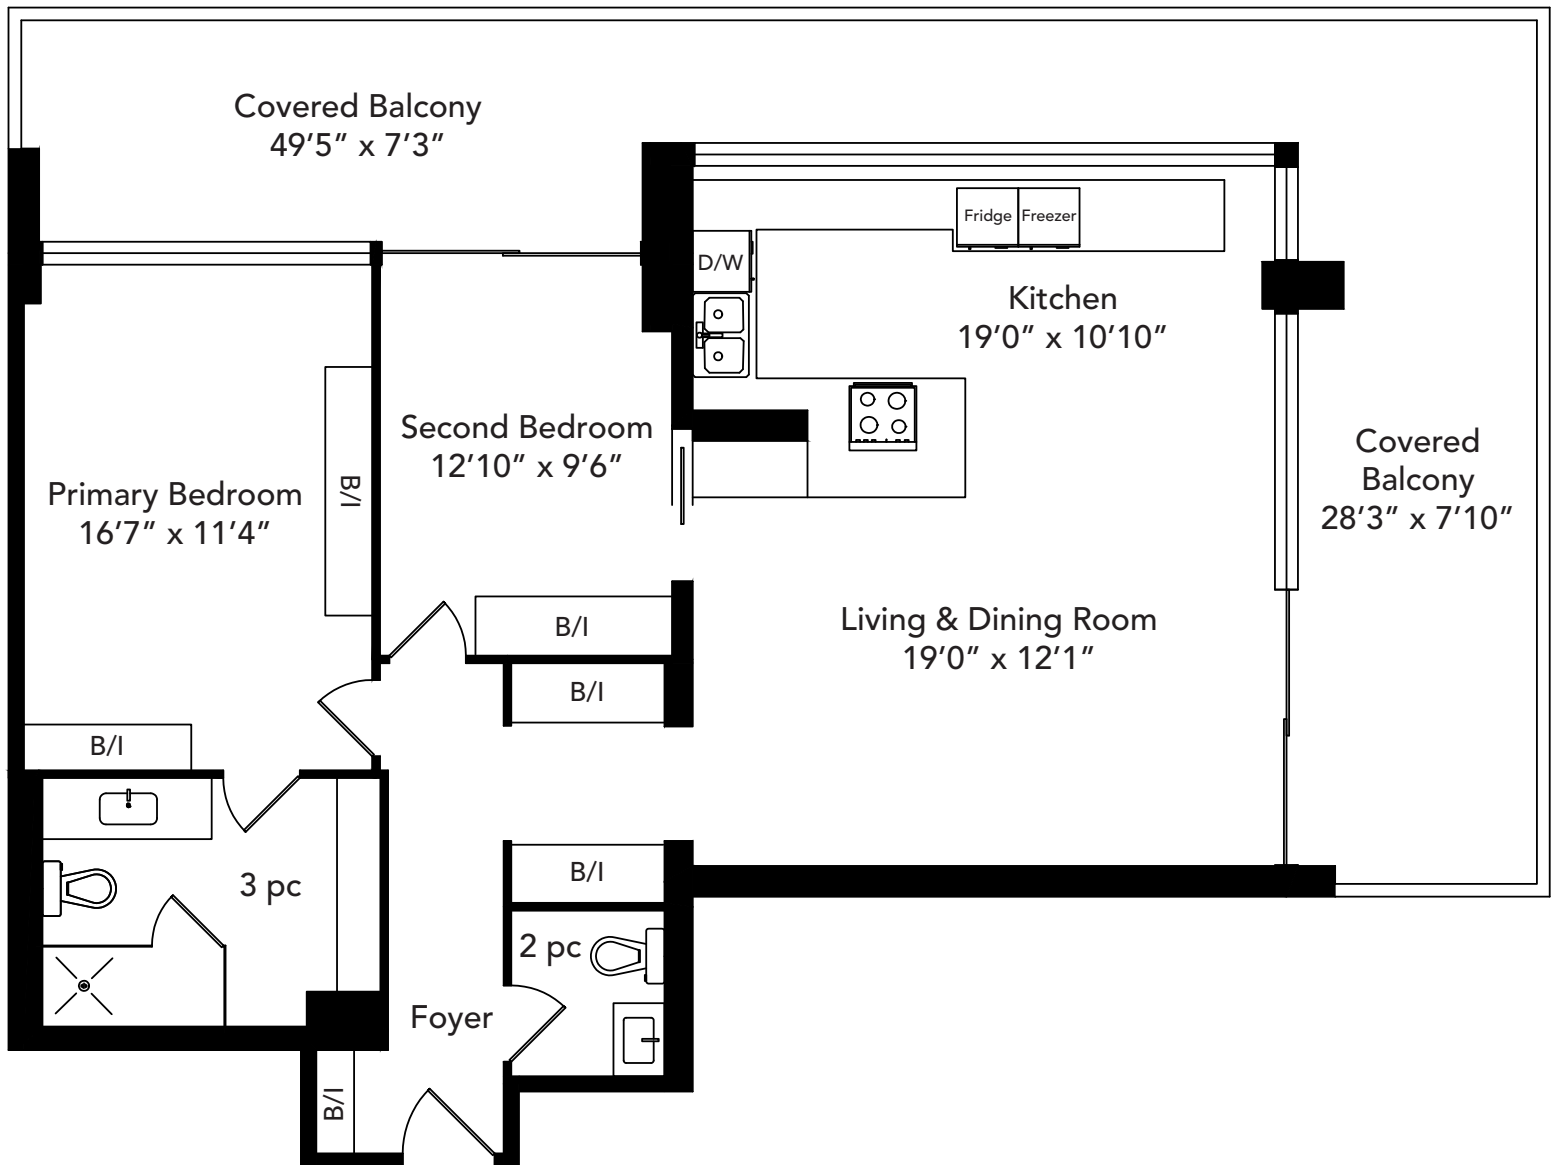 Covered Balcony
49’5” x 7’3”
Fridge
Freezer
D/W
Kitchen
19’0” x 10’10”
Second Bedroom
12’10” x 9’6”
Covered
Balcony
28’3” x 7’10”
Primary Bedroom
16’7” x 11’4”
B/I
Living & Dining Room
19’0” x 12’1”
B/I
B/I
B/I
B/I
3 pc
2 pc
Foyer
B/I